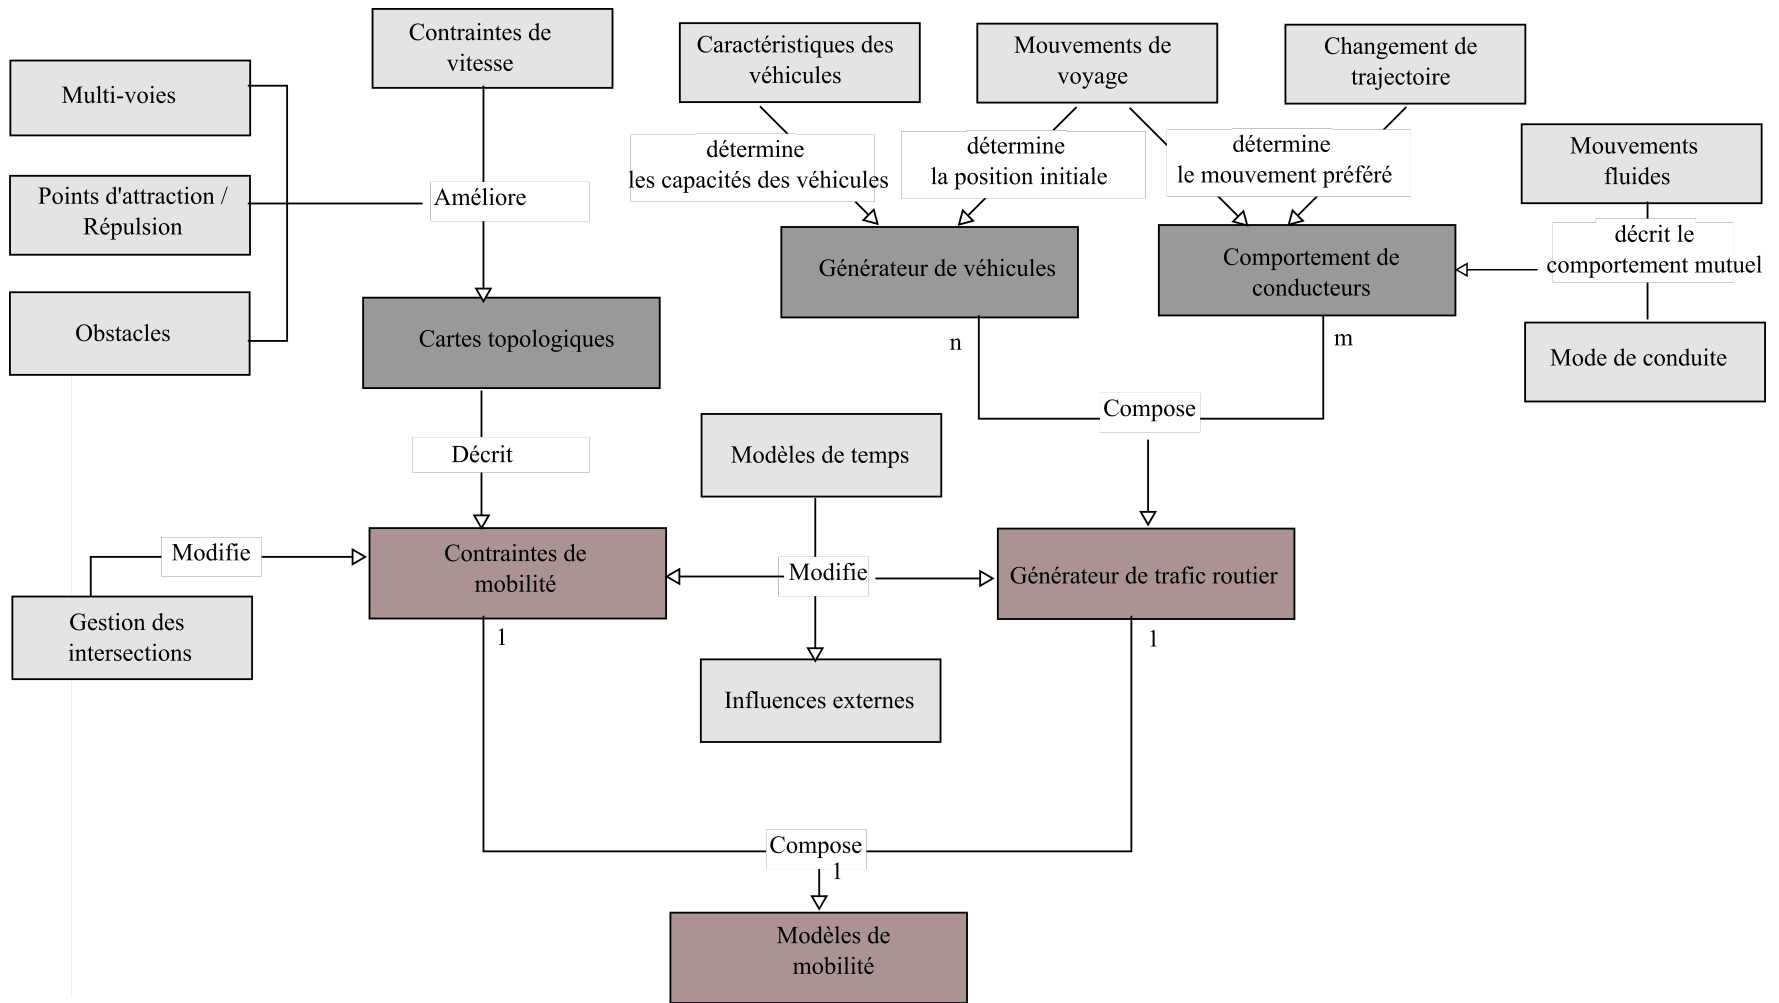 Contraintes de
vitesse
Caractéristiques des
véhicules
Mouvements de
voyage
Changement de
trajectoire
Multi-voies
Mouvements
fluides
détermine
les capacités des véhicules
détermine
la position initiale
détermine
le mouvement préféré
Points d'attraction /
Répulsion
Améliore
décrit le
comportement mutuel
Générateur de véhicules
Comportement de
conducteurs
Obstacles
Cartes topologiques
n
m
Mode de conduite
Compose
Décrit
Modèles de temps
Modifie
Contraintes de
mobilité
Modifie
Générateur de trafic routier
Gestion des
intersections
1
1
Influences externes
Compose
1
Modèles de
mobilité